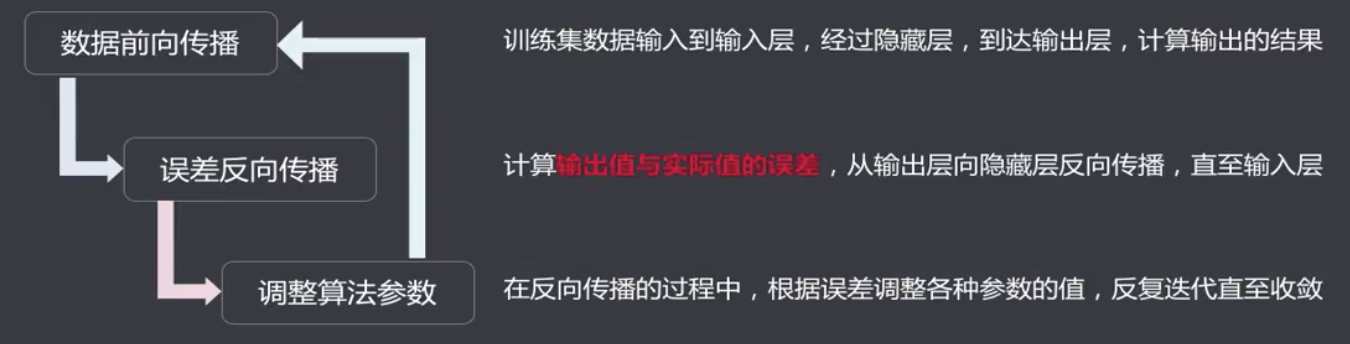 数据前向传播
训练集数据输入到输入层，经过隐藏层，到达输出层，计算输出的结果
误差反向传播
计算输出值与实际值的误差，从输出层向隐藏层反向传播，直至输入层
调整算法参数
在反向传播的过程中，根据误差调整各种参数的值，反复迭代直至收敛